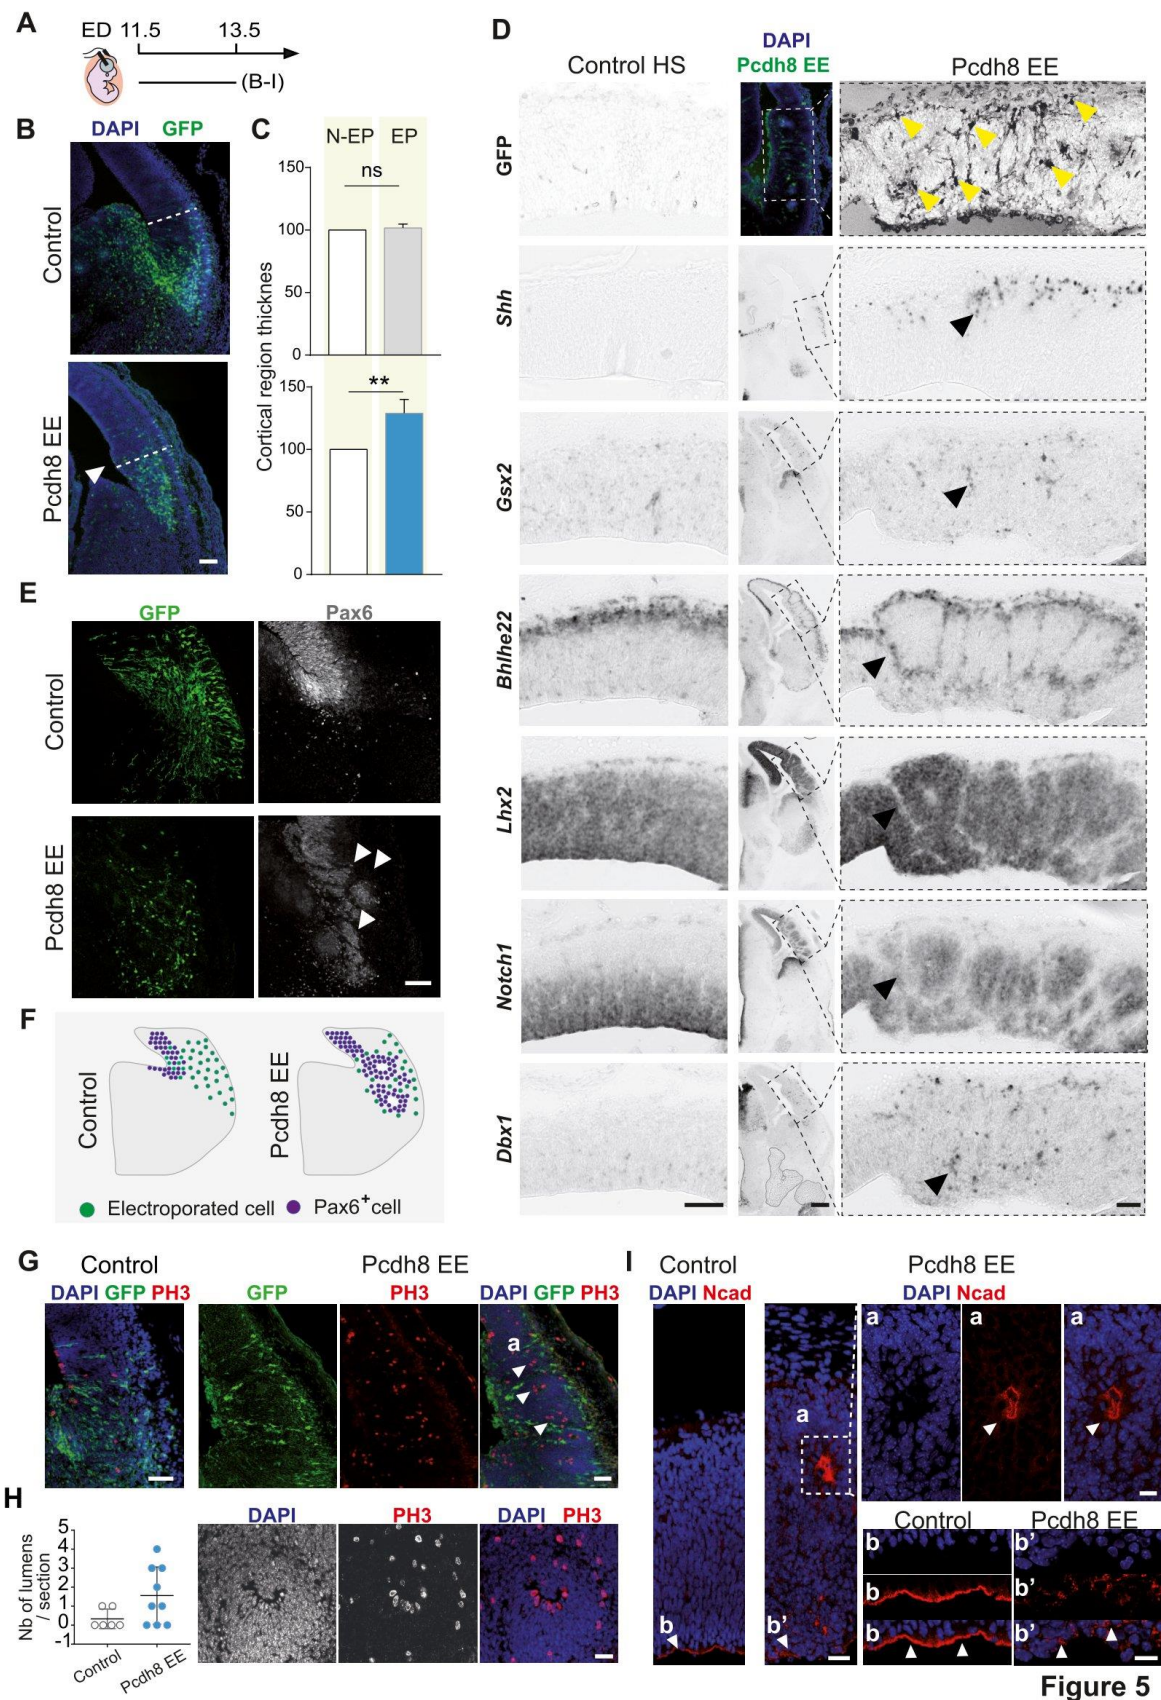 A
ED 11.5 13.5
(B-I)
B
DAPI GFP
Control
Pcdh8 EE
C
N-EP EP
Cortical region thicknes
150
100
50
0
ns
150
100
50
0
**
D
Control HS
DAPI
Pcdh8 EE
Pcdh8 EE
GFP
Shh
Gsx2
Bhlhe22
Lhx2
Notch1
Dbx1
E
GFP Pax6
Control
Pcdh8 EE
F
Control
Pcdh8 EE
Electroporated cell Pax6+cell
G
Control Pcdh8 EE
DAPI GFP PH3 GFP PH3 DAPI GFP PH3
a
H
Nb of lumens
/ section
5
4
3
2
1
0
-1
Control
Pcdh8 EE
DAPI PH3 DAPI PH3
I
Control Pcdh8 EE
DAPI Ncad DAPI Ncad
a a a
a
b b'
Control Pcdh8 EE
b b'
b b'
b b'
Figure 5